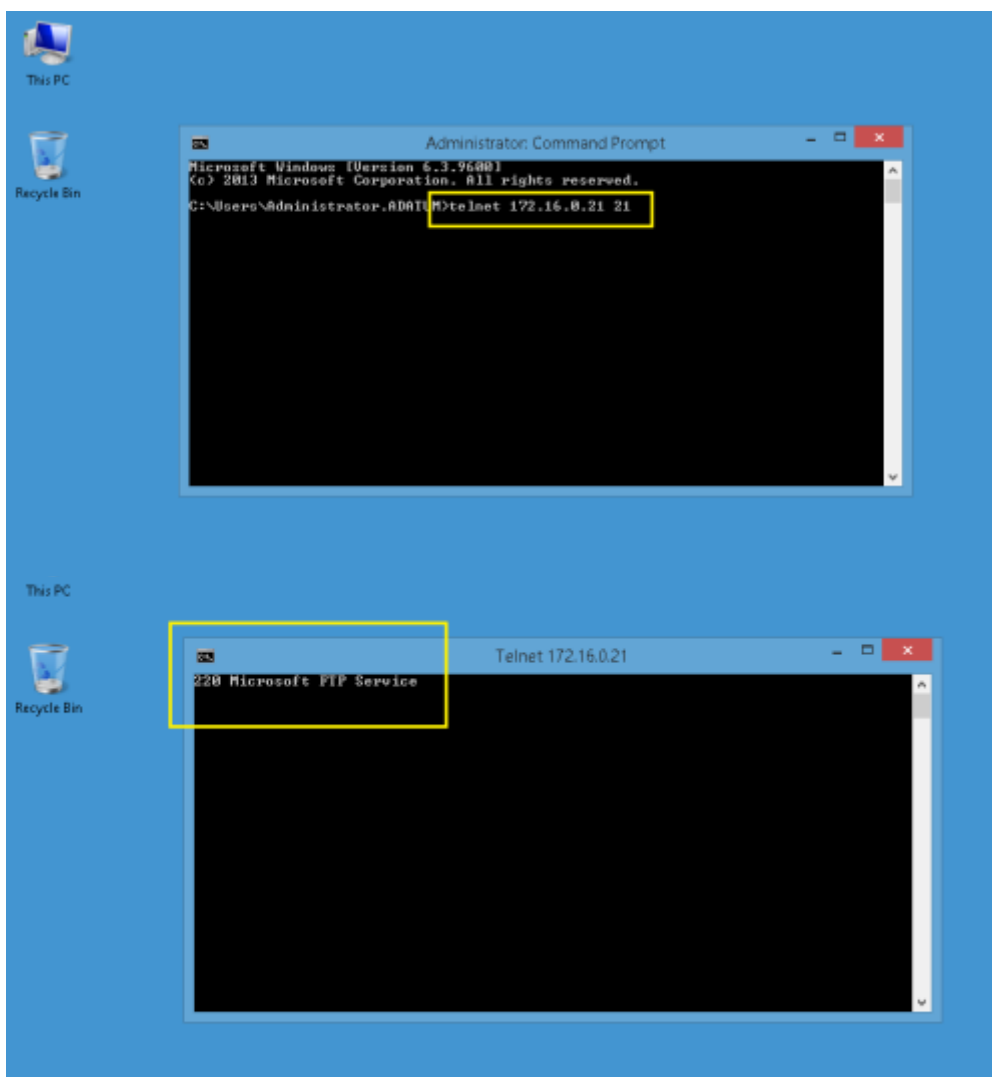 This PC
Recycle Bin
Administrator: Command Prompt
Microsoft Windows [Version 6.3.9600]
(c) 2013 Microsoft Corporation. All rights reserved.
C:\Users\Administrator.ADATUM>telnet 172.16.0.21 21
This PC
Recycle Bin
Telnet 172.16.0.21
220 Microsoft FTP Service